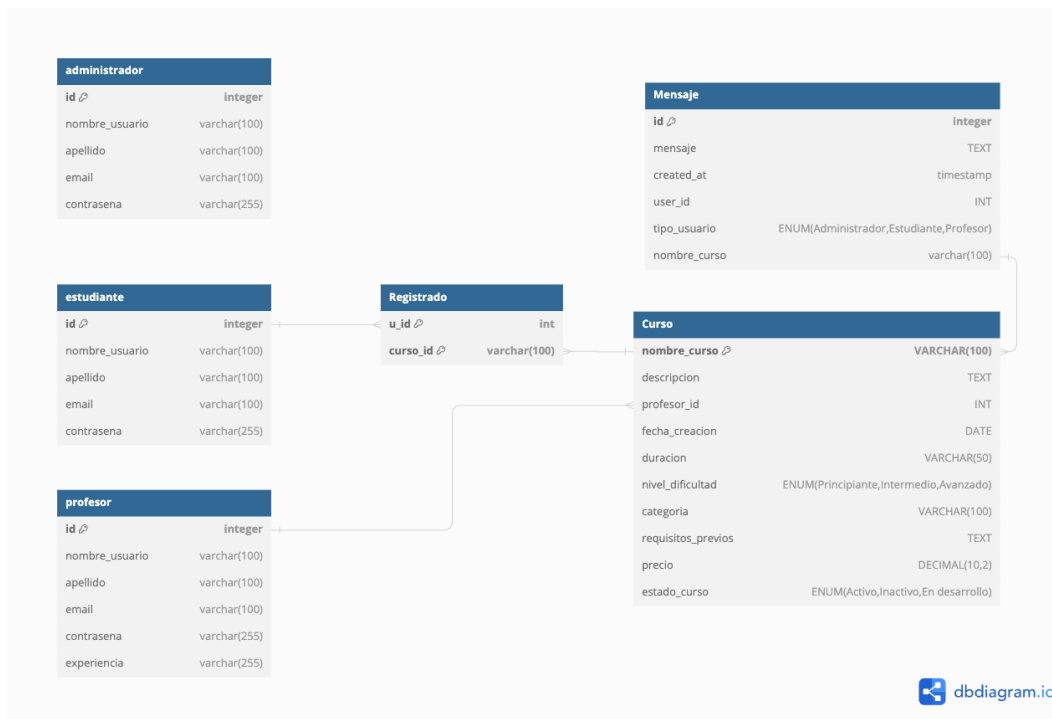 administrador
id integer
nombre_usuario varchar(100)
apellido varchar(100)
email varchar(100)
contrasena varchar(255)
Mensaje
id integer
mensaje TEXT
created_at timestamp
user_id INT
tipo_usuario ENUM(Administrador,Estudiante,Profesor)
nombre_curso varchar(100)
estudiante
id integer
nombre_usuario varchar(100)
apellido varchar(100)
email varchar(100)
contrasena varchar(255)
Registrado
u_id int
curso_id varchar(100)
Curso
nombre_curso VARCHAR(100)
descripcion TEXT
profesor_id INT
fecha_creacion DATE
duracion VARCHAR(50)
nivel_dificultad ENUM(Principiante,Intermedio,Avanzado)
categoria VARCHAR(100)
requisitos_previos TEXT
precio DECIMAL(10,2)
estado_curso ENUM(Activo,Inactivo,En desarrollo)
profesor
id integer
nombre_usuario varchar(100)
apellido varchar(100)
email varchar(100)
contrasena varchar(255)
experiencia varchar(255)
dbdiagram.io